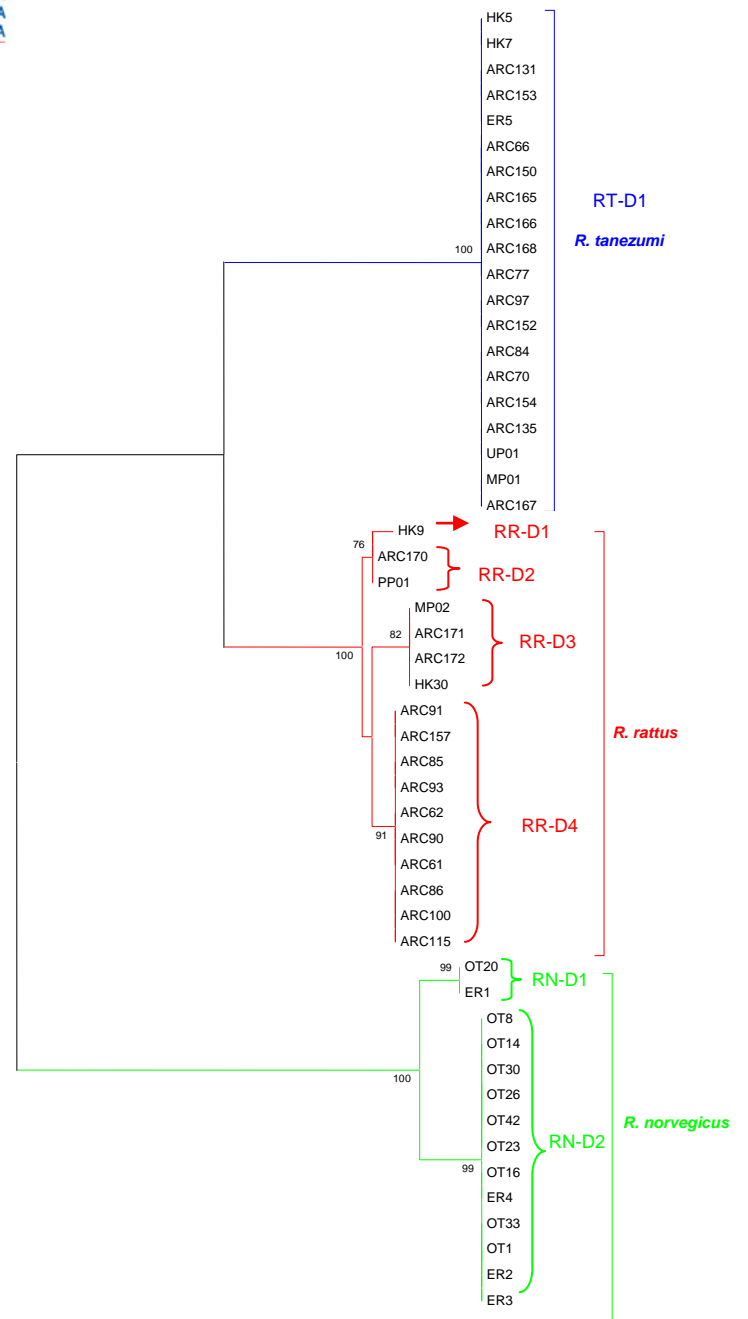 A
A
HK5
HK7
ARC131
ARC153
ER5
ARC66
ARC150
ARC165
RT-D1
ARC166
R. tanezumi
100
ARC168
ARC77
ARC97
ARC152
ARC84
ARC70
ARC154
ARC135
UP01
MP01
ARC167
HK9
RR-D1
76
ARC170
RR-D2
PP01
MP02
82
ARC171
RR-D3
100
ARC172
HK30
ARC91
R. rattus
ARC157
ARC85
ARC93
ARC62
RR-D4
91
ARC90
ARC61
ARC86
ARC100
ARC115
99
OT20
RN-D1
ER1
OT8
OT14
OT30
100
OT26
OT42
R. norvegicus
OT23
RN-D2
99
OT16
ER4
OT33
OT1
ER2
ER3